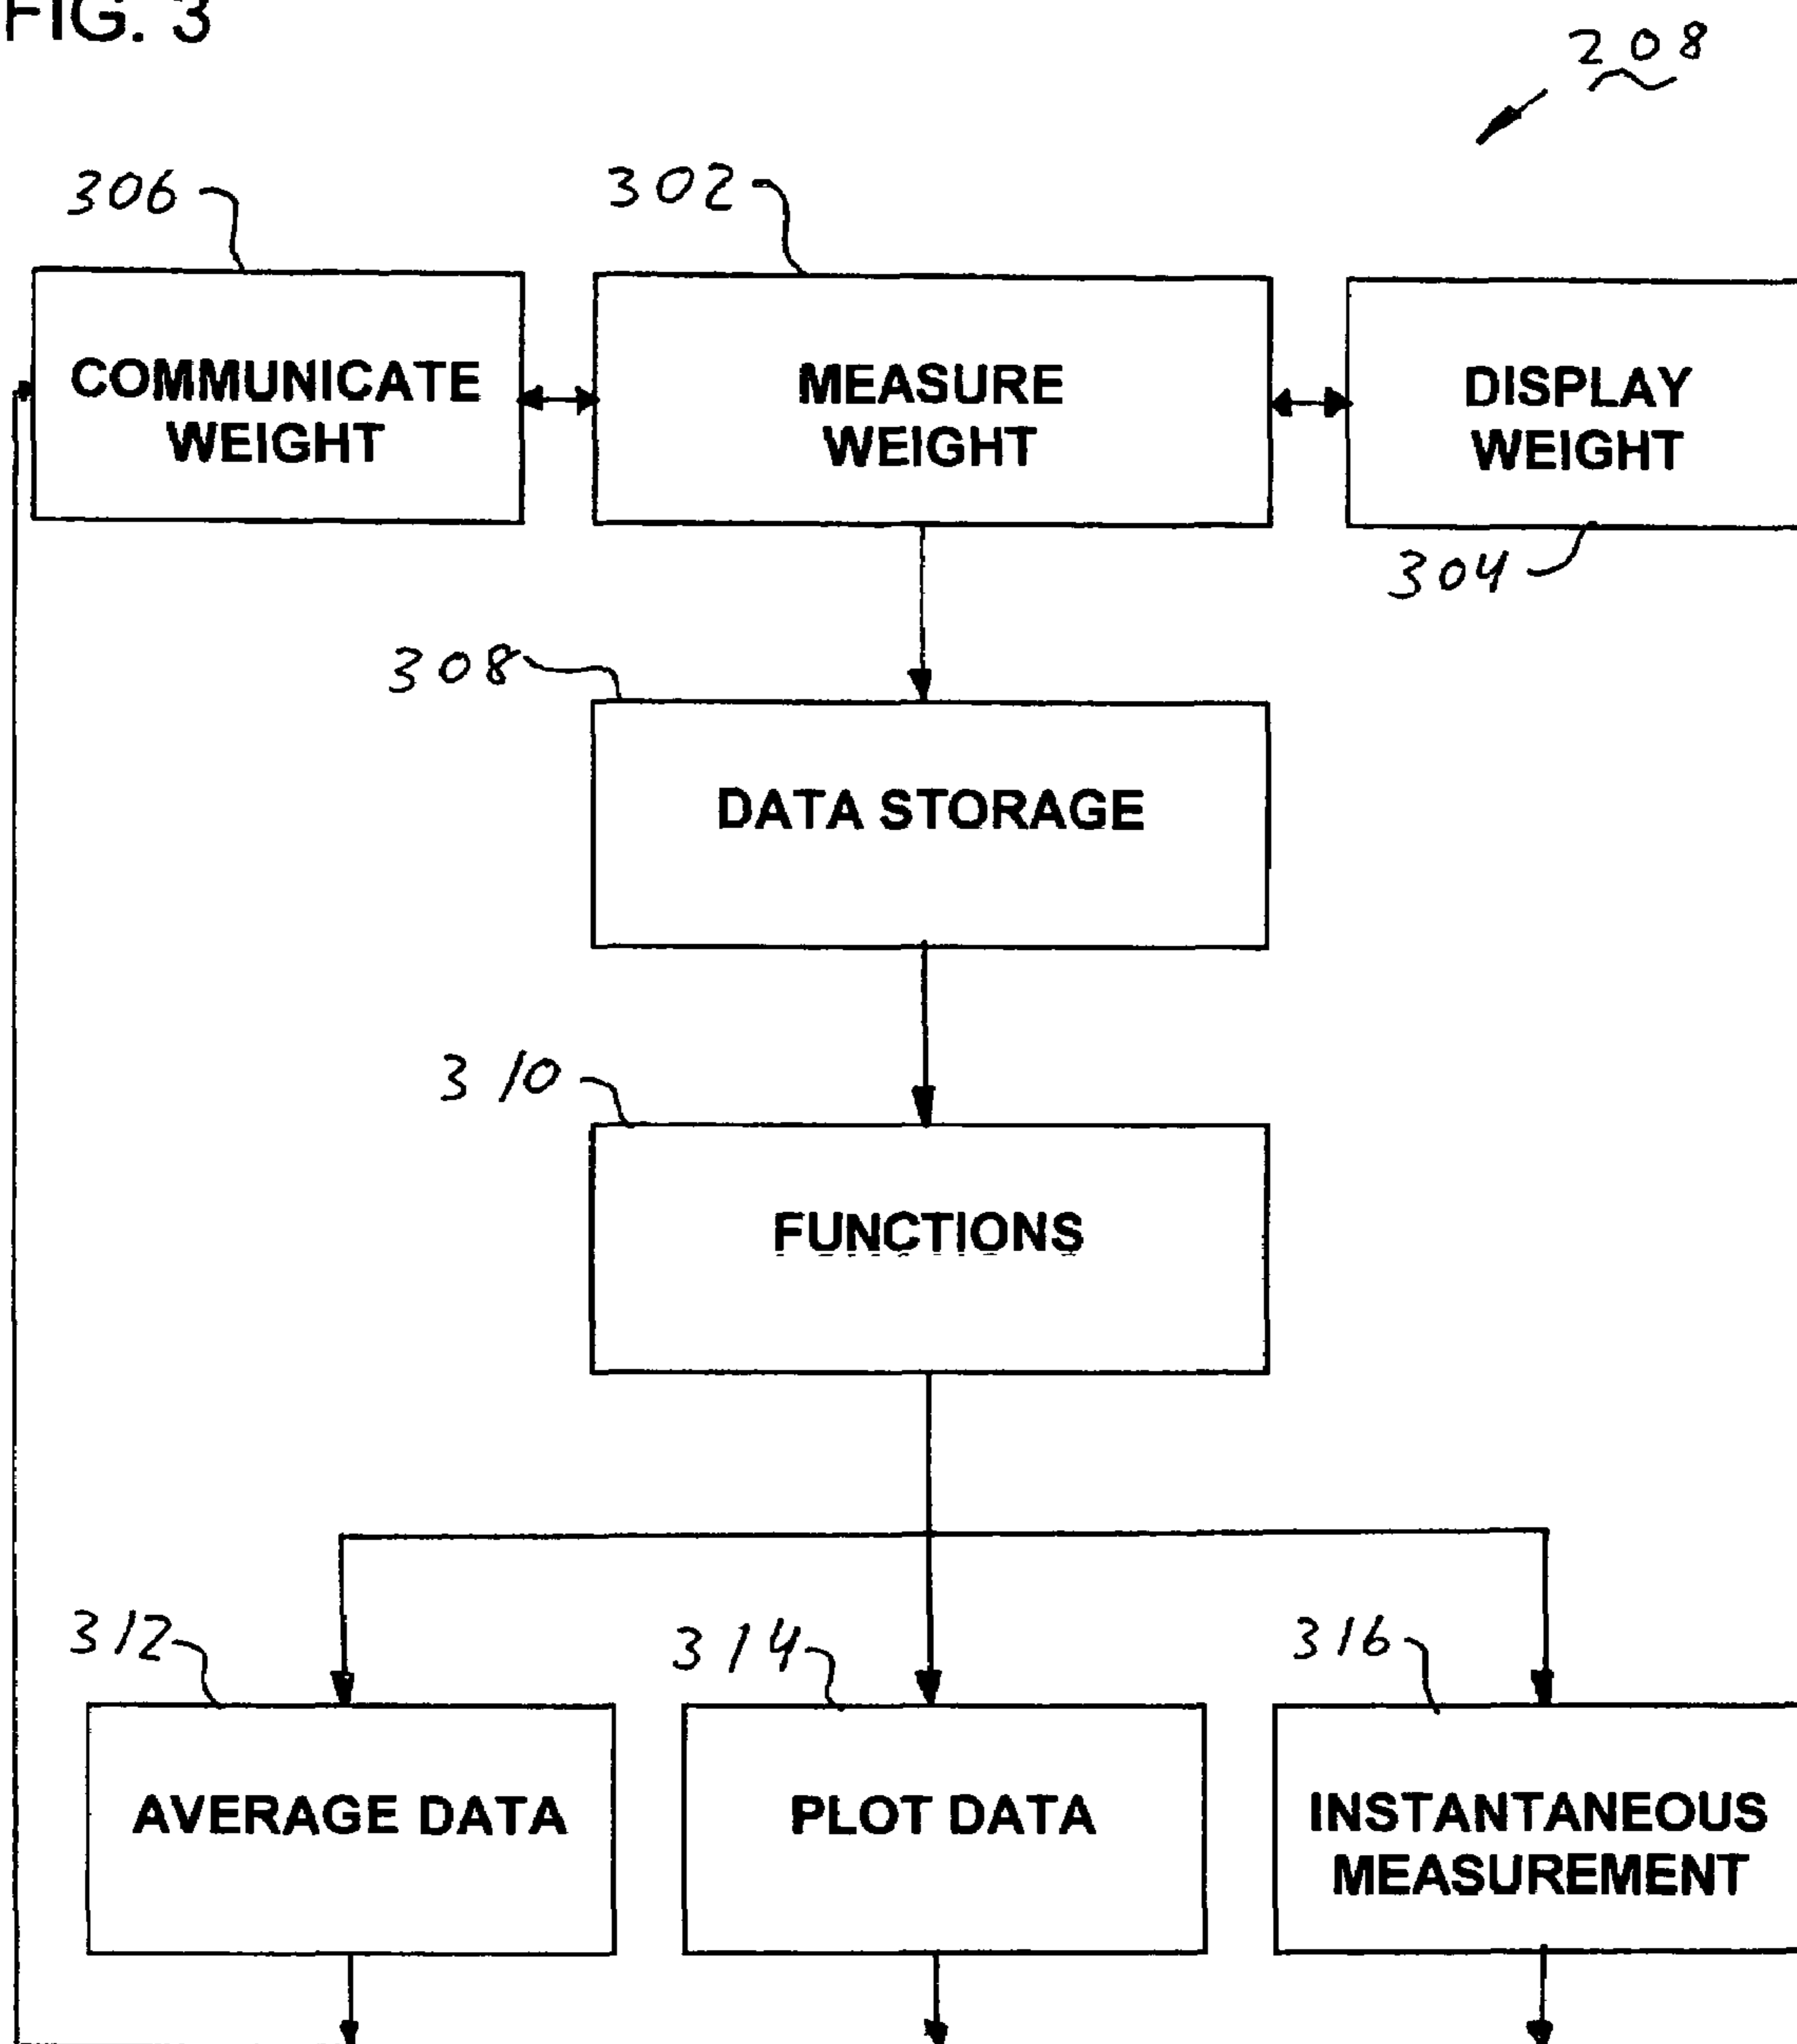 FIG. 3
208
306
302
COMMUNICATE
WEIGHT
MEASURE
WEIGHT
DISPLAY
WEIGHT
304
308
DATA STORAGE
310
FUNCTIONS
312
314
316
AVERAGE DATA
PLOT DATA
INSTANTANEOUS
MEASUREMENT